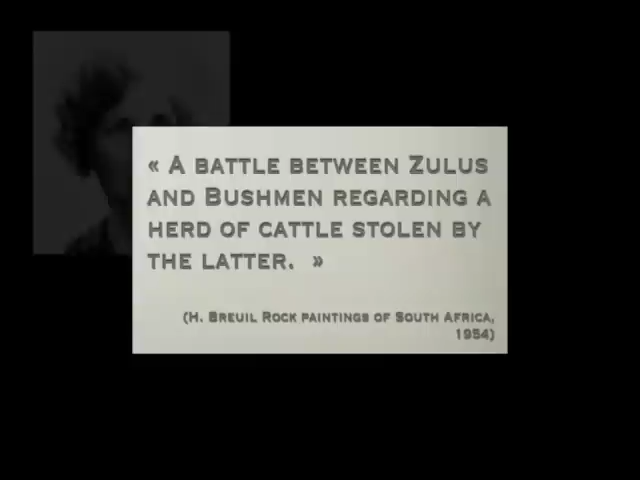 « A BATTLE BETWEEN ZULUS
AND BUSHMEN REGARDING A
HERD OF CATTLE STOLEN BY
THE LATTER. »
(H. BREUIL ROCK PAINTINGS OF SOUTH AFRICA,
1954)